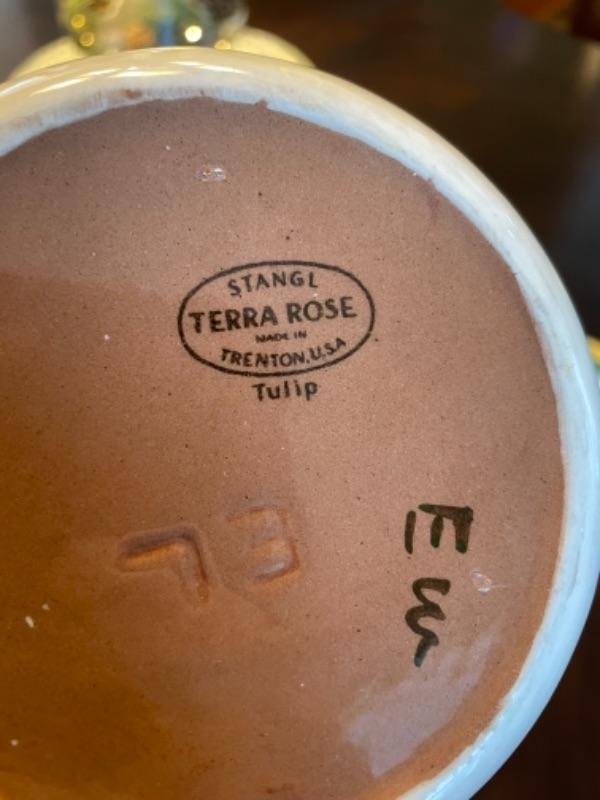 STANGL
TERRA ROSE
MADE IN
TRENTON, U.S.A
Tulip